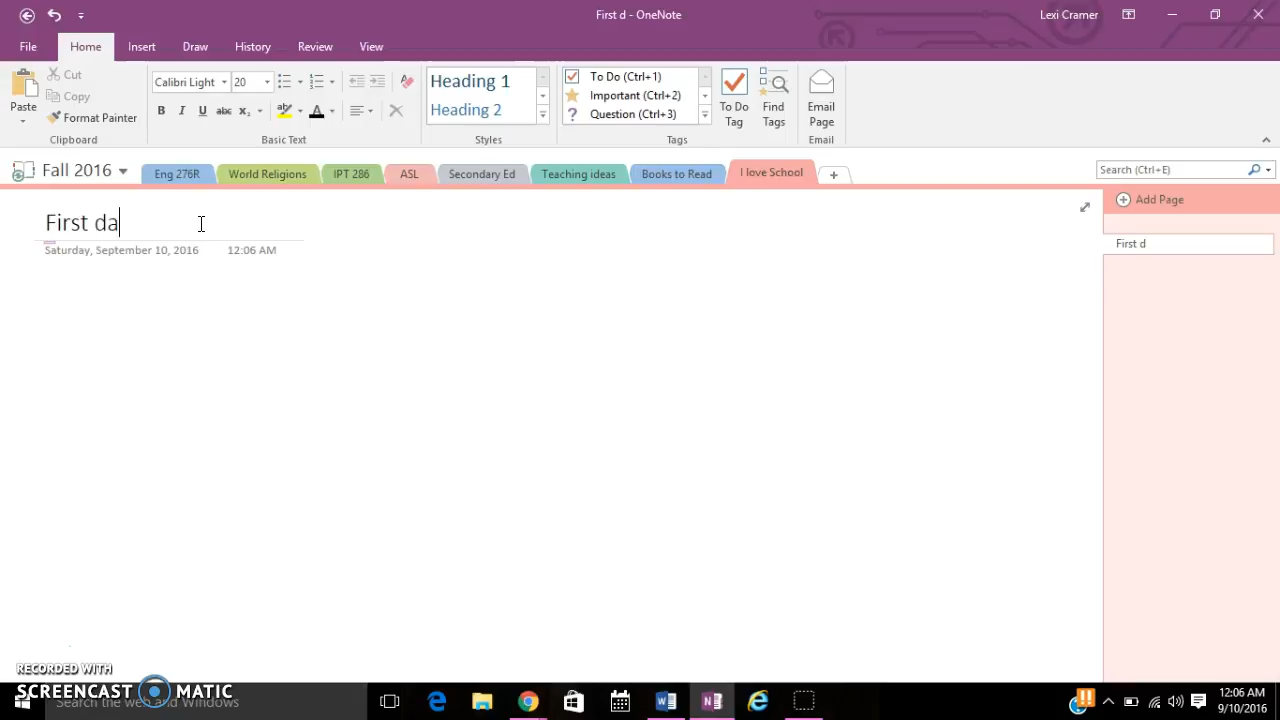 First d - OneNote
Lexi Cramer
File Home Insert Draw History Review View
Paste
Cut
Copy
Format Painter
Clipboard
Calibri Light 20
B I U abc X₂ ab A
Basic Text
Heading 1
Heading 2
Styles
To Do (Ctrl+1)
Important (Ctrl+2)
Question (Ctrl+3)
To Do
Tag
Find
Tags
Tags
Email
Page
Email
Fall 2016 Eng 276R World Religions IPT 286 ASL Secondary Ed Teaching ideas Books to Read I love School + Search (Ctrl+E)
First da
Saturday, September 10, 2016 12:06 AM
Add Page
First d
RECORDED WITH
SCREENCAST MATIC
Search the web and Windows
12:06 AM
9/10/2016